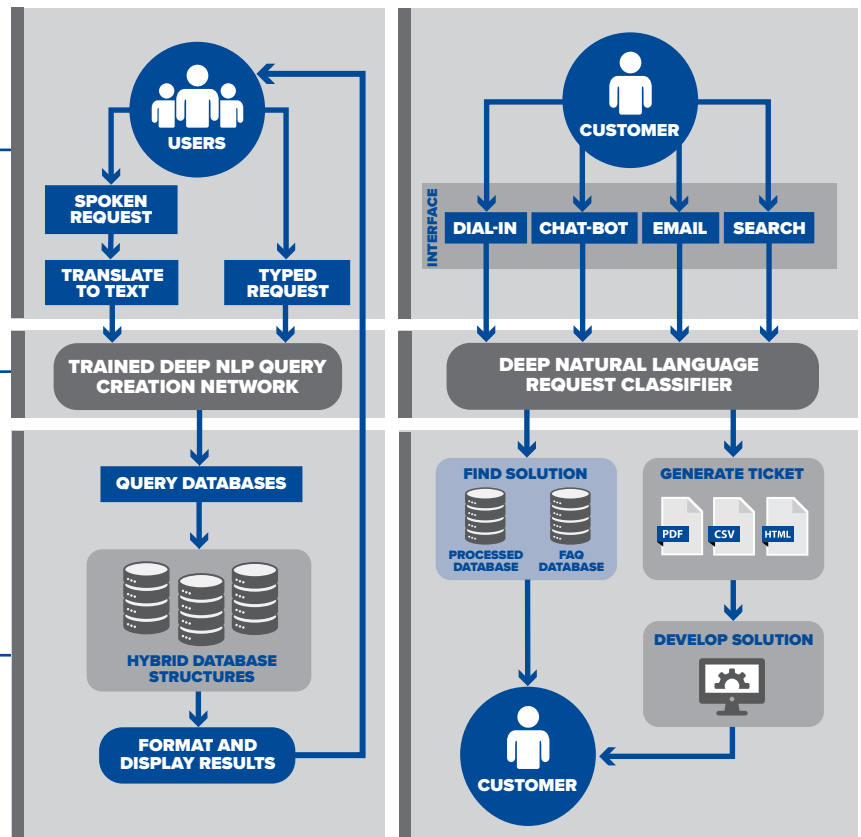 USERS
SPOKEN
REQUEST
TRANSLATE
TO TEXT
TYPED
REQUEST
TRAINED DEEP NLP QUERY
CREATION NETWORK
QUERY DATABASES
HYBRID DATABASE
STRUCTURES
FORMAT AND
DISPLAY RESULTS
CUSTOMER
INTERFACE
DIAL-IN
CHAT-BOT
EMAIL
SEARCH
DEEP NATURAL LANGUAGE
REQUEST CLASSIFIER
FIND SOLUTION
PROCESSED
DATABASE
FAQ
DATABASE
GENERATE TICKET
PDF
CSV
HTML
DEVELOP SOLUTION
CUSTOMER